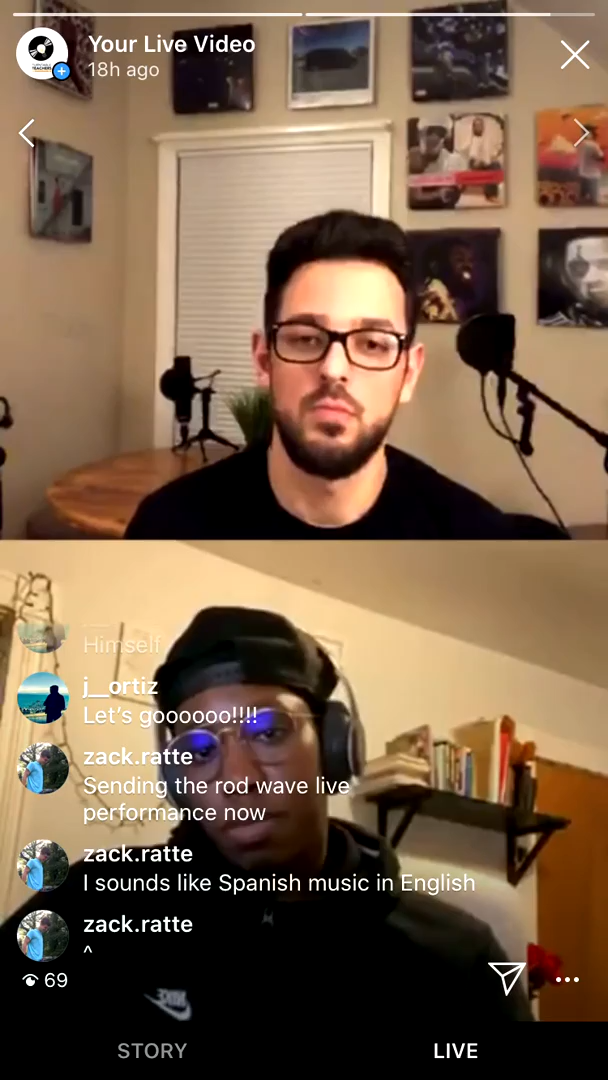 Your Live Video
18h ago
Himself
j__ortiz
Let's goooooo!!!!
zack.ratte
Sending the rod wave live
performance now
zack.ratte
I sounds like Spanish music in English
zack.ratte
^
69
STORY
LIVE